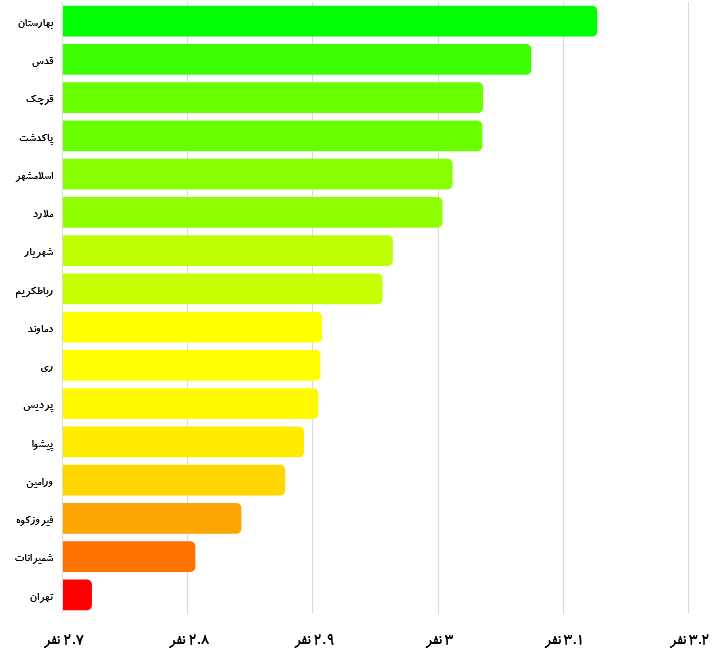 بهارستان
قدس
قرچک
پاکدشت
اسلامشهر
ملارد
شهریار
رباطکریم
دماوند
ری
پردیس
پیشوا
ورامین
فیروزکوه
شمیرانات
تهران
۲.۷ نفر
۲.۸ نفر
۲.۹ نفر
۳ نفر
۳.۱ نفر
۳.۲ نفر